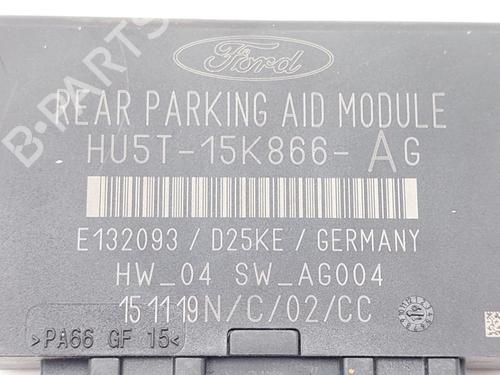 B-PARTS
Ford
REAR PARKING AID MODULE
HU5T-15K866-AG
E132093 / D25KE / GERMANY
HW_04 SW_AG004
151119N/C/02/CC
>PA66 GF 15<